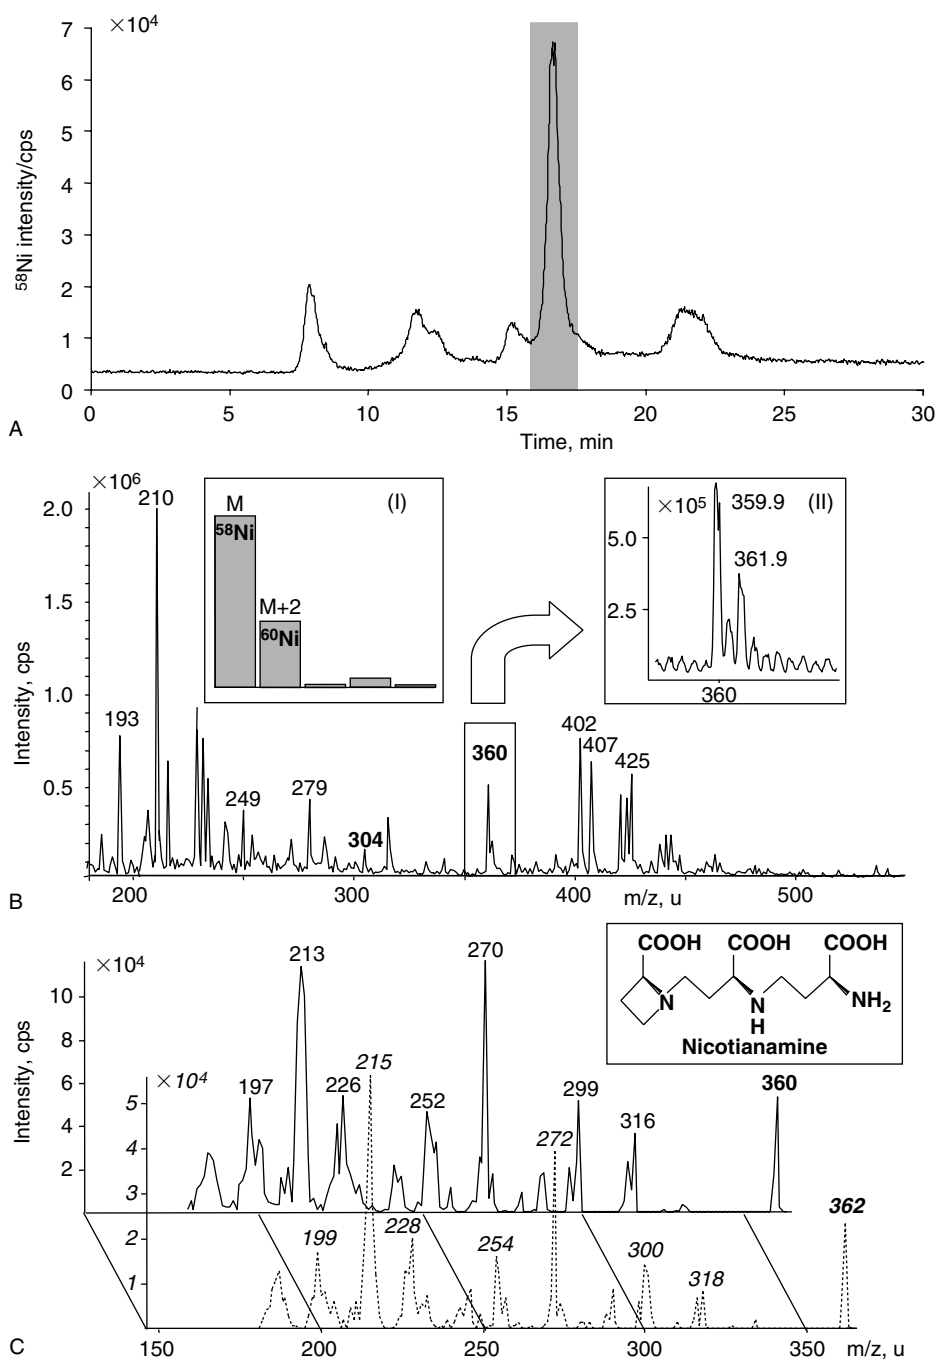 ×10⁴
7
6
5
4
3
2
1
0
⁵⁸Ni intensity/cps
0 5 10 15 20 25 30
Time, min
A
×10⁶
2.0
1.5
1.0
0.5
Intensity, cps
210
193
249
279
304
360
402
407
425
M
⁵⁸Ni
M+2
⁶⁰Ni
(I)
×10⁵
359.9
(II)
361.9
5.0
2.5
360
200 300 400 500
m/z, u
B
×10⁴
10
8
6
4
2
Intensity, cps
213
270
197
226
252
299
316
360
COOH COOH COOH
N
N
H
NH₂
Nicotianamine
×10⁴
5
4
3
2
1
215
272
199
228
254
300
318
362
150 200 250 300 350
m/z, u
C